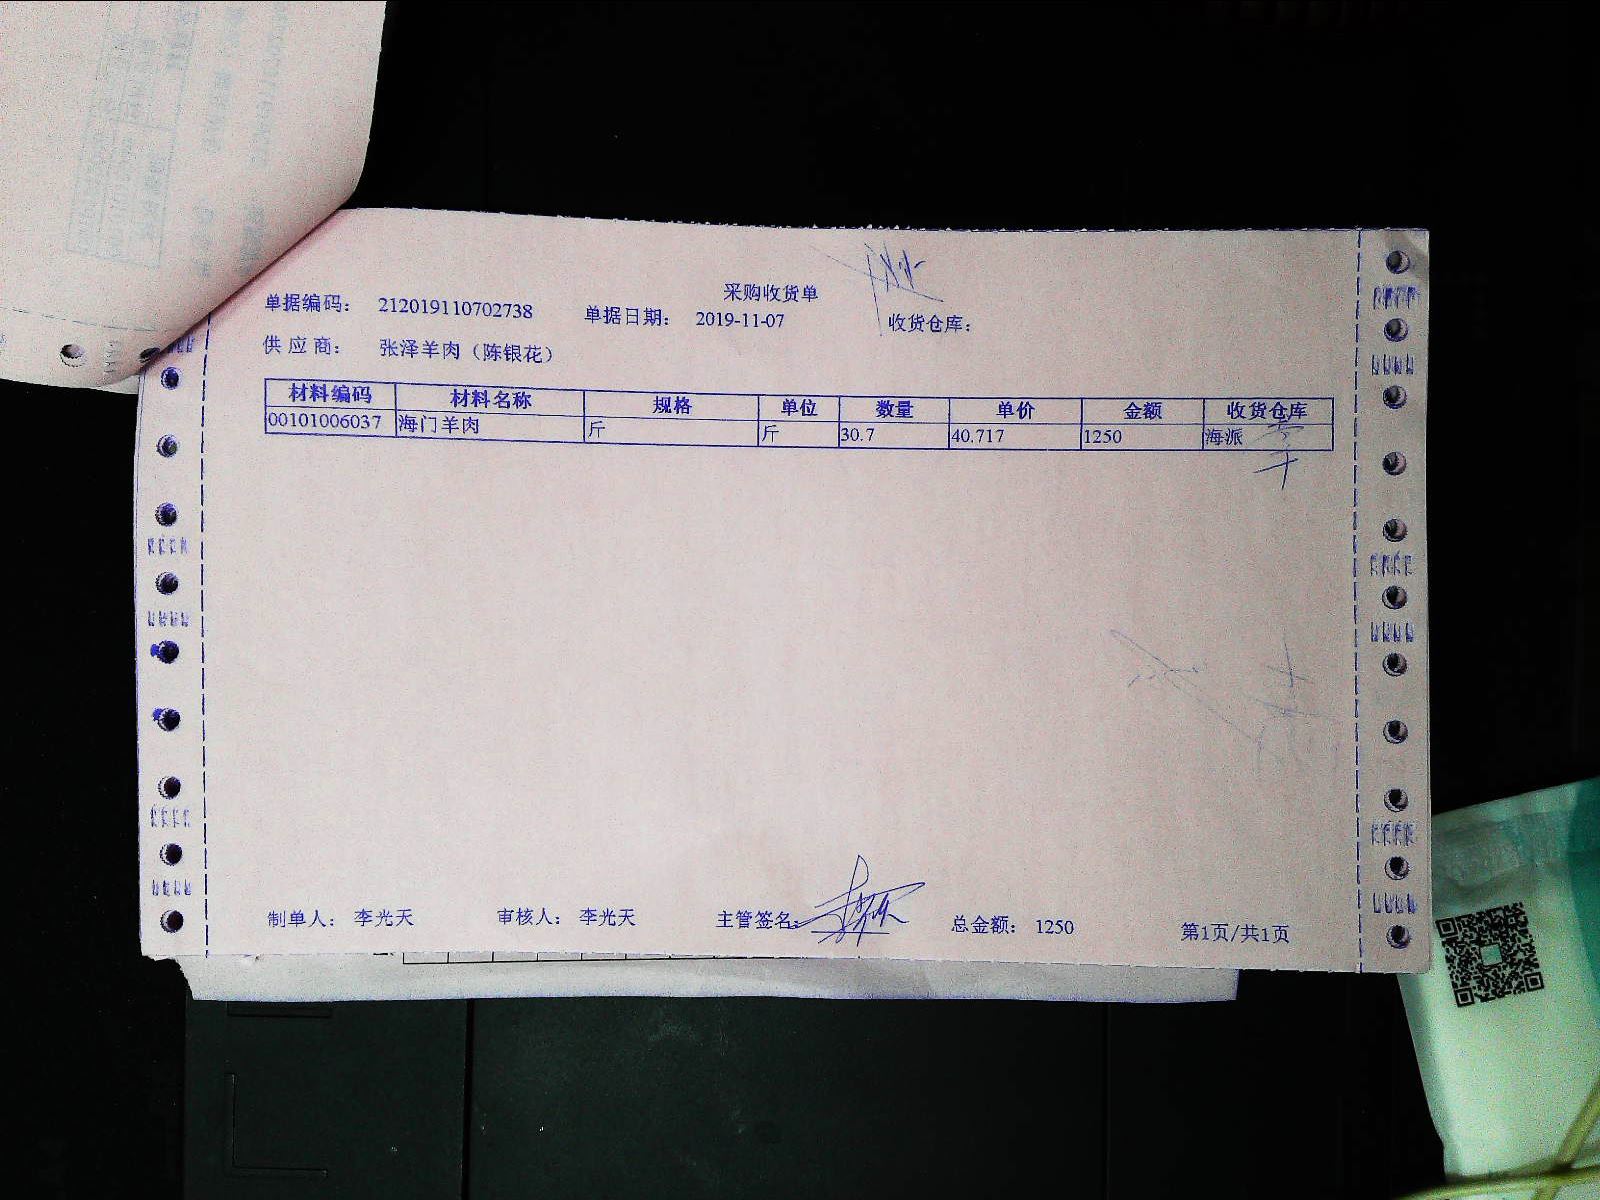 采购收货单
单据编码： 212019110702738 单据日期： 2019-11-07 收货仓库：
供 应 商： 张泽羊肉（陈银花）
材料编码 材料名称 规格 单位 数量 单价 金额 收货仓库
00101006037 海门羊肉 斤 斤 30.7 40.717 1250 海派
制单人： 李光天 审核人： 李光天 主管签名： 总金额： 1250 第1页/共1页